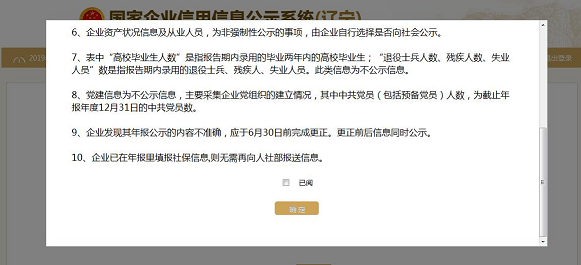 国家企业信用信息公示系统(辽宁)
6、企业资产状况信息及从业人员，为非强制性公示的事项，由企业自行选择是否向社会公示。
2019
7、表中“高校毕业生人数”是指报告期内录用的毕业两年内的高校毕业生；“退役士兵人数、残疾人数、失业
人员”数是指报告期内录用的退役士兵、残疾人、失业人员。此类信息为不公示信息。
8、党建信息为不公示信息，主要采集企业党组织的建立情况，其中中共党员（包括预备党员）人数，为截止年
报年度12月31日的中共党员数。
9、企业发现其年报公示的内容不准确，应于6月30日前完成更正。更正前后信息同时公示。
10、企业已在年报里填报社保信息,则无需再向人社部报送信息。
已阅
确 定